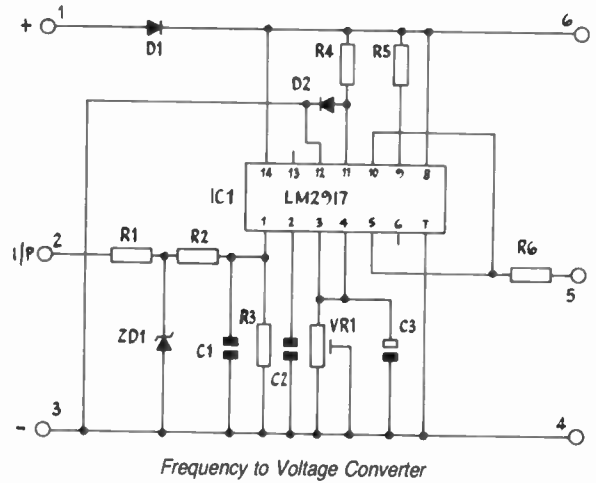 + 1 6
D1 R4 R5
D2
14 13 12 11 10 9 8
IC1 LM2917
1 2 3 4 5 6 7
I/P 2 R1 R2 R6
5
ZD1 C1 R3 C2 VR1 C3
- 3 4
Frequency to Voltage Converter